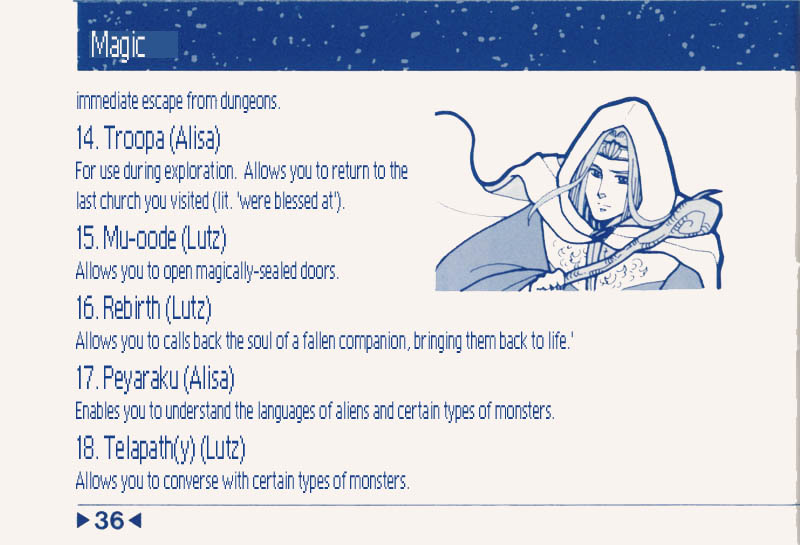 Magic
immediate escape from dungeons.
14. Troopa (Alisa)
For use during exploration. Allows you to return to the
last church you visited (lit. 'were blessed at').
15. Mu-oode (Lutz)
Allows you to open magically-sealed doors.
16. Rebirth (Lutz)
Allows you to calls back the soul of a fallen companion, bringing them back to life.'
17. Peyaraku (Alisa)
Enables you to understand the languages of aliens and certain types of monsters.
18. Telapath(y) (Lutz)
Allows you to converse with certain types of monsters.
▶36◀